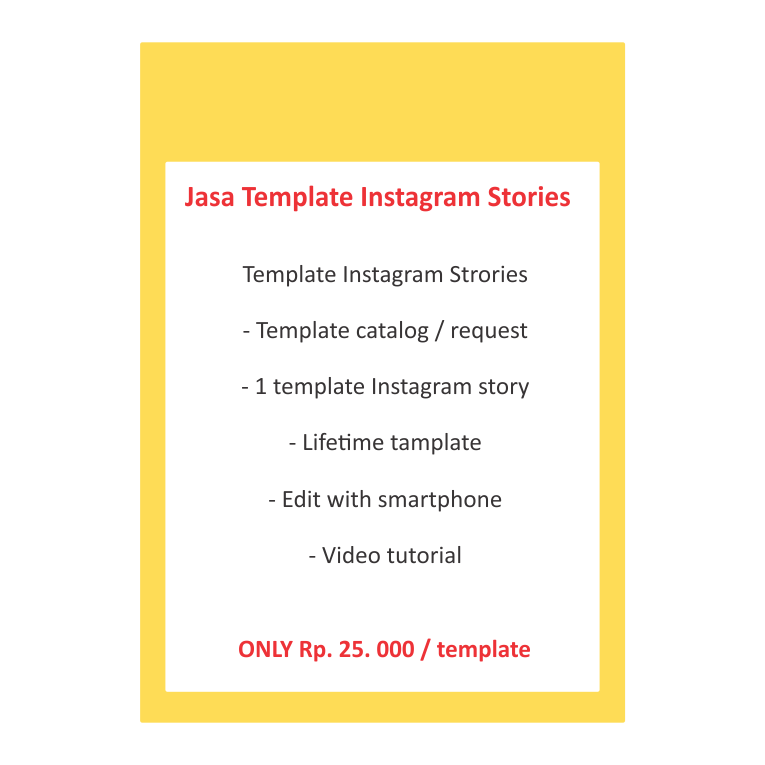 Jasa Template Instagram Stories
Template Instagram Strories
- Template catalog / request
- 1 template Instagram story
- Lifetime tamplate
- Edit with smartphone
- Video tutorial
ONLY Rp. 25. 000 / template